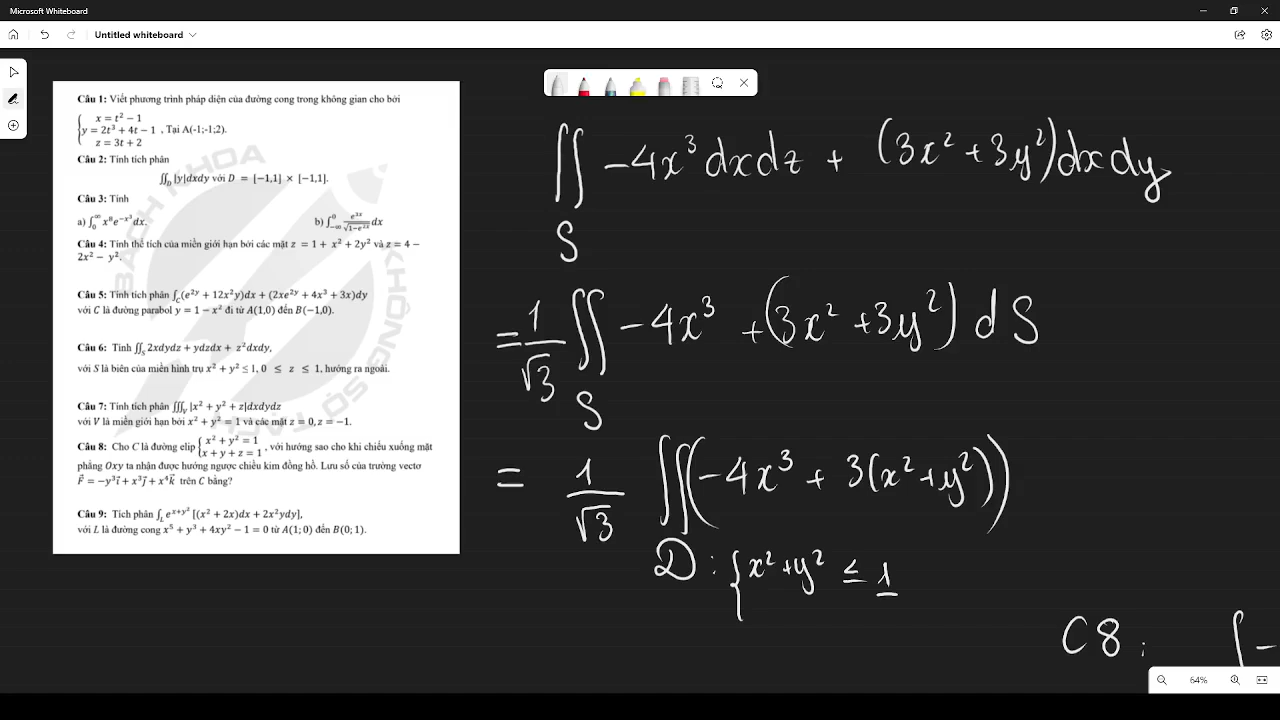 Microsoft Whiteboard
Untitled whiteboard
Câu 1: Viết phương trình pháp diện của đường cong trong không gian cho bởi
{ x = t² − 1
y = 2t³ + 4t − 1 , Tại A(-1;-1;2).
z = 3t + 2
Câu 2: Tính tích phân
∬_D |y|dxdy với D = [−1,1] × [−1,1].
Câu 3: Tính
a) ∫₀^∞ x⁸e^{−x³}dx. b) ∫_{−∞}^0 e^{3x}/√(1−e^{2x}) dx
Câu 4: Tính thể tích của miền giới hạn bởi các mặt z = 1 + x² + 2y² và z = 4 −
2x² − y².
Câu 5: Tính tích phân ∫_C(e^{2y} + 12x²y)dx + (2xe^{2y} + 4x³ + 3x)dy
với C là đường parabol y = 1 − x² đi từ A(1,0) đến B(−1,0).
Câu 6: Tính ∬_S 2xdydz + ydzdx + z²dxdy,
với S là biên của miền hình trụ x² + y² ≤ 1, 0 ≤ z ≤ 1, hướng ra ngoài.
Câu 7: Tính tích phân ∭_V |x² + y² + z|dxdydz
với V là miền giới hạn bởi x² + y² = 1 và các mặt z = 0, z = −1.
Câu 8: Cho C là đường elip { x² + y² = 1
x + y + z = 1 , với hướng sao cho khi chiếu xuống mặt
phẳng Oxy ta nhận được hướng ngược chiều kim đồng hồ. Lưu số của trường vectơ
F⃗ = −y³i⃗ + x³j⃗ + x⁴k⃗ trên C bằng?
Câu 9: Tích phân ∫_L e^{x+y²} [(x² + 2x)dx + 2x²ydy],
với L là đường cong x⁵ + y³ + 4xy² − 1 = 0 từ A(1;0) đến B(0;1).
BÁCH KHOA
KHÔNG SỢ TẠCH
∬_S −4x³ dxdz + (3x² + 3y²)dxdy
= 1/√3 ∬_S −4x³ + (3x² + 3y²) dS
= 1/√3 ∬(−4x³ + 3(x² + y²))
D : { x² + y² ≤ 1
C8 : ∫ −
64%